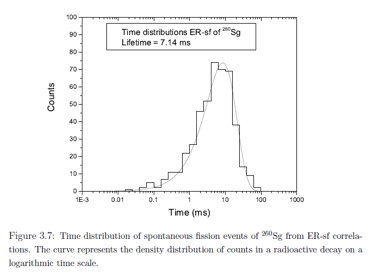 100
90
80
70
60
50
40
30
20
10
0
Counts
Time distributions ER-sf of ²⁶⁰Sg
Lifetime = 7.14 ms
1E-3 0.01 0.1 1 10 100 1000
Time (ms)
Figure 3.7: Time distribution of spontaneous fission events of ²⁶⁰Sg from ER-sf correla-
tions. The curve represents the density distribution of counts in a radioactive decay on a
logarithmic time scale.